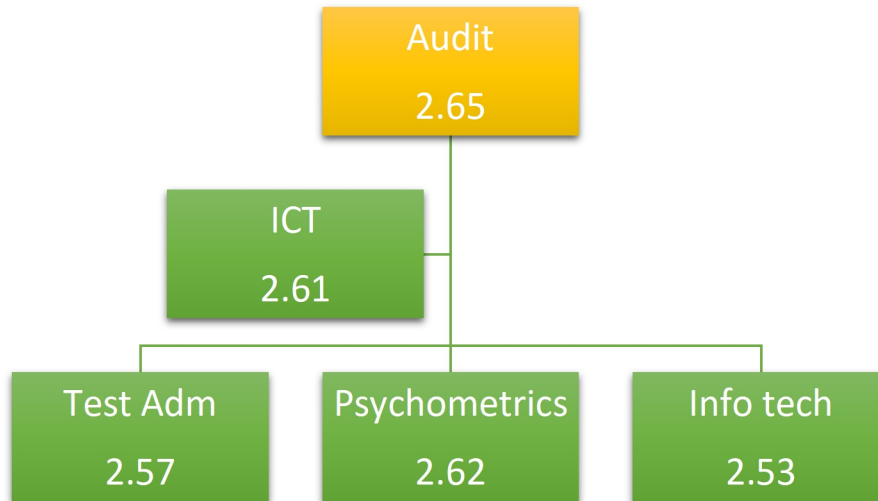 Audit
2.65
ICT
2.61
Test Adm
2.57
Psychometrics
2.62
Info tech
2.53